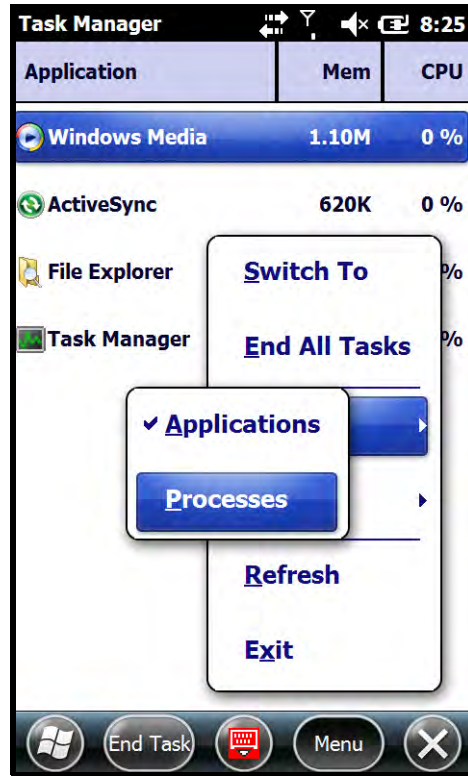 Task Manager 8:25
Application Mem CPU
Windows Media 1.10M 0 %
ActiveSync 620K 0 %
File Explorer %
Task Manager %
Switch To
End All Tasks
Applications
Processes
Refresh
Exit
End Task Menu